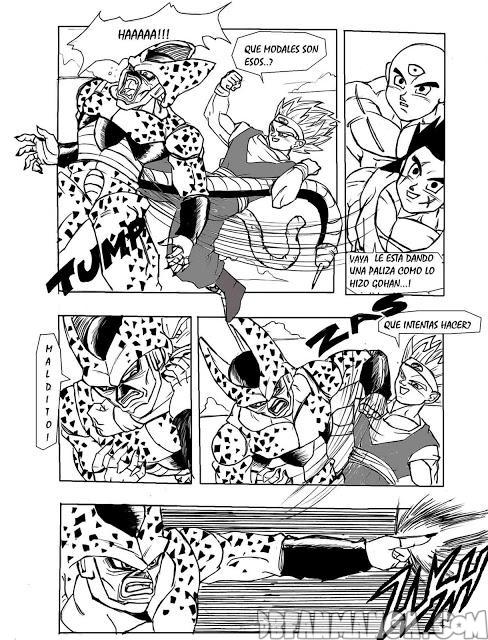 HAAAAA!!!
QUE MODALES SON
ESOS..?
TUMP
VAYA LE ESTA DANDO
UNA PALIZA COMO LO
HIZO GOHAN...!
MALDITO!
ZAS
QUE INTENTAS HACER?
DBFANMANGA.COM